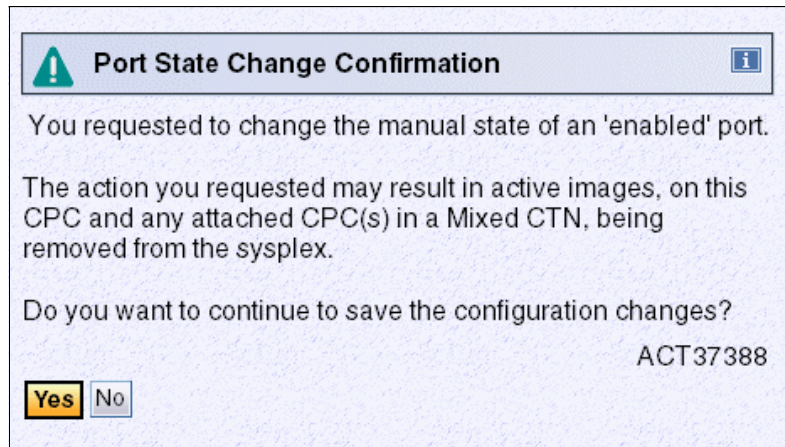 Port State Change Confirmation
i
You requested to change the manual state of an 'enabled' port.
The action you requested may result in active images, on this
CPC and any attached CPC(s) in a Mixed CTN, being
removed from the sysplex.
Do you want to continue to save the configuration changes?
ACT37388
Yes No